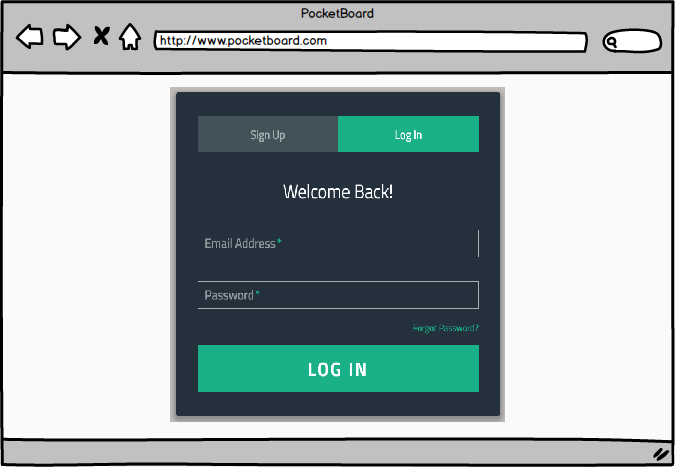 PocketBoard
http://www.pocketboard.com
Sign Up
Log In
Welcome Back!
Email Address*
Password*
Forgot Password?
LOG IN